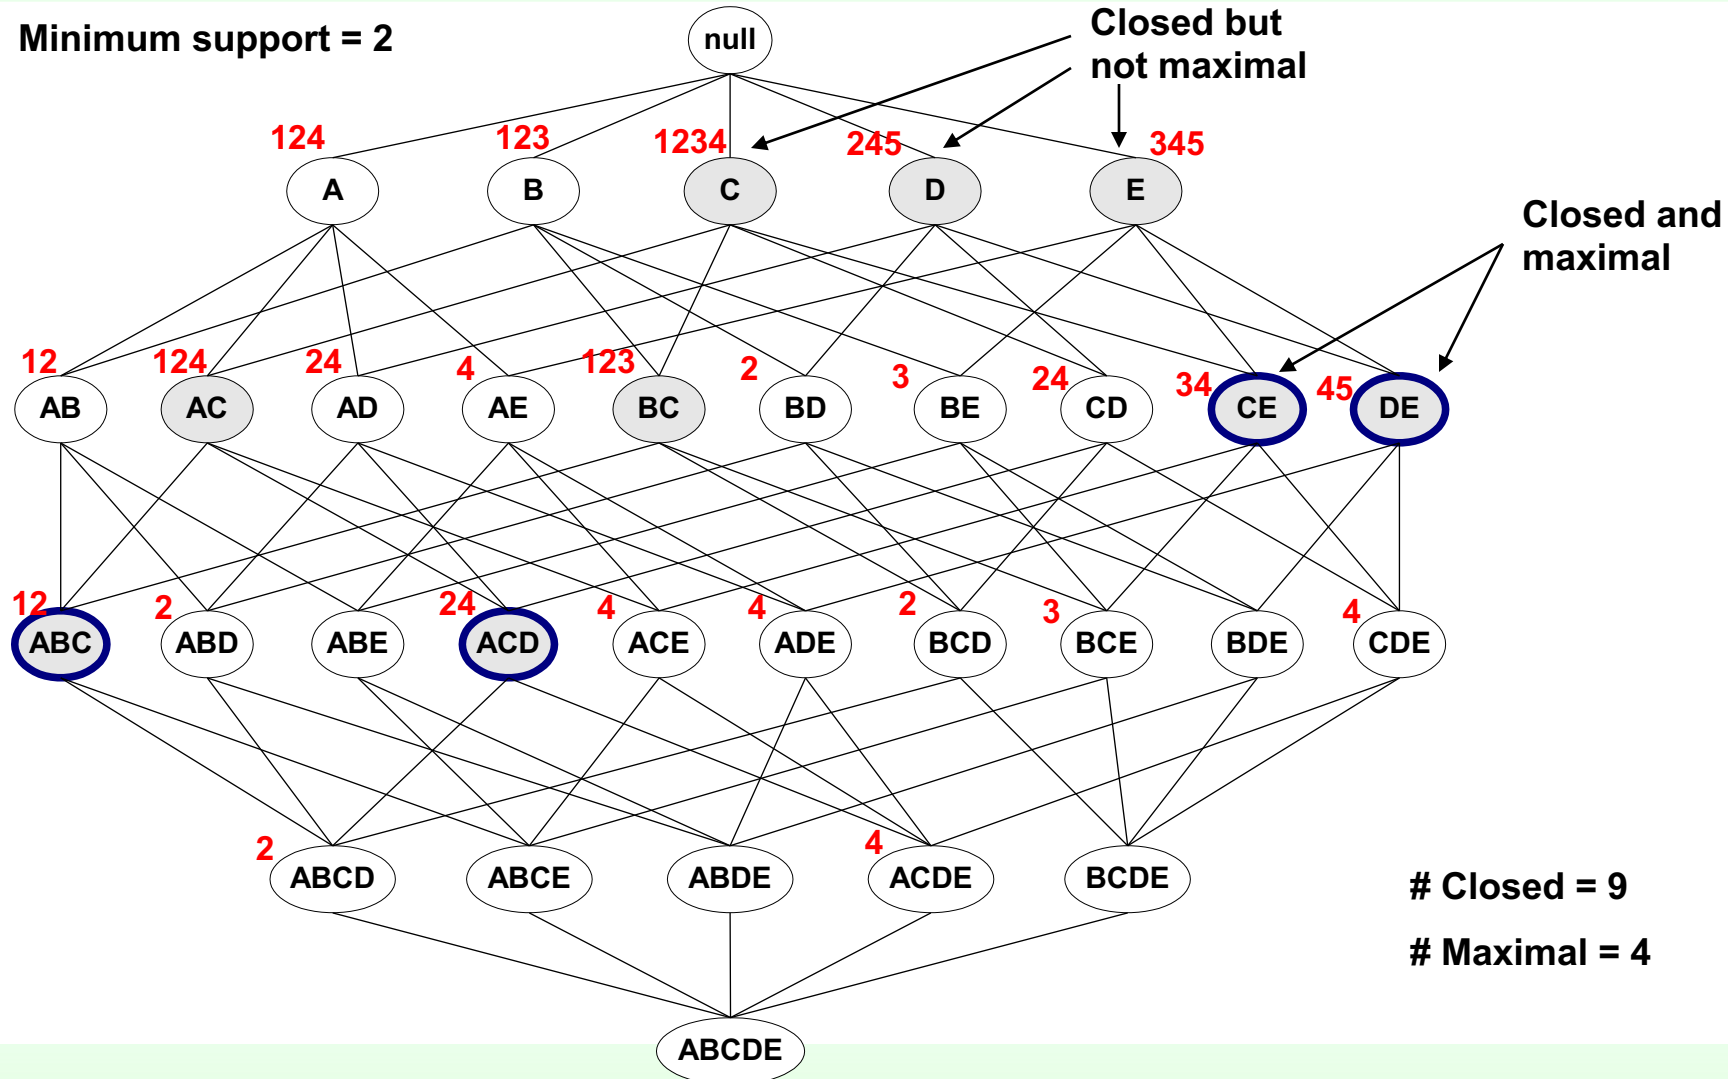 Minimum support = 2
null
Closed but
not maximal
124
123
1234
245
345
A
B
C
D
E
Closed and
maximal
12
124
24
4
123
2
3
24
34
45
AB
AC
AD
AE
BC
BD
BE
CD
CE
DE
12
2
24
4
4
2
3
4
ABC
ABD
ABE
ACD
ACE
ADE
BCD
BCE
BDE
CDE
2
4
ABCD
ABCE
ABDE
ACDE
BCDE
# Closed = 9
# Maximal = 4
ABCDE